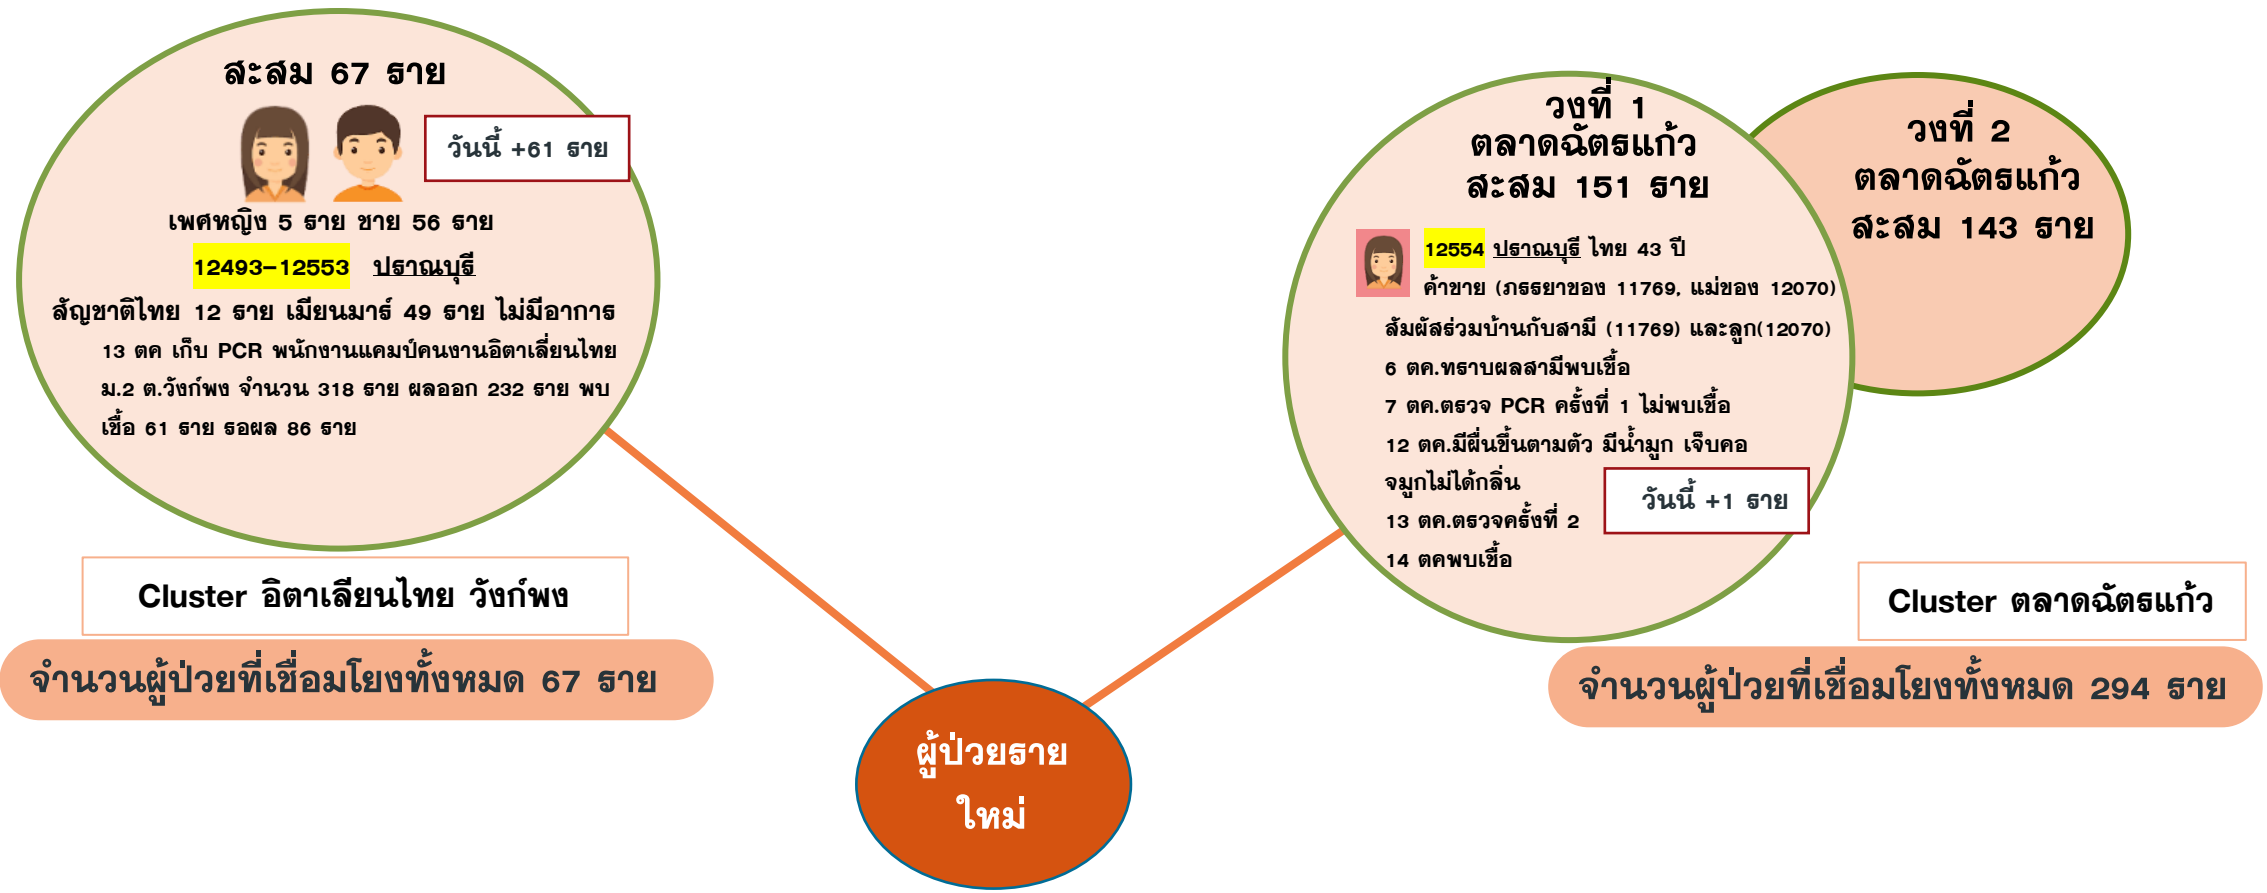 สะสม 67 ราย
วันนี้ +61 ราย
เพศหญิง 5 ราย ชาย 56 ราย
12493-12553 ปราณบุรี
สัญชาติไทย 12 ราย เมียนมาร์ 49 ราย ไม่มีอาการ
13 ตค เก็บ PCR พนักงานแคมป์คนงานอิตาเลี่ยนไทย
ม.2 ต.วังก์พง จำนวน 318 ราย ผลออก 232 ราย พบ
เชื้อ 61 ราย รอผล 86 ราย
Cluster อิตาเลียนไทย วังก์พง
จำนวนผู้ป่วยที่เชื่อมโยงทั้งหมด 67 ราย
ผู้ป่วยราย
ใหม่
วงที่ 1
ตลาดฉัตรแก้ว
สะสม 151 ราย
12554 ปราณบุรี ไทย 43 ปี
ค้าขาย (ภรรยาของ 11769, แม่ของ 12070)
สัมผัสร่วมบ้านกับสามี (11769) และลูก(12070)
6 ตค.ทราบผลสามีพบเชื้อ
7 ตค.ตรวจ PCR ครั้งที่ 1 ไม่พบเชื้อ
12 ตค.มีผื่นขึ้นตามตัว มีน้ำมูก เจ็บคอ
จมูกไม่ได้กลิ่น
13 ตค.ตรวจครั้งที่ 2
14 ตคพบเชื้อ
วันนี้ +1 ราย
วงที่ 2
ตลาดฉัตรแก้ว
สะสม 143 ราย
Cluster ตลาดฉัตรแก้ว
จำนวนผู้ป่วยที่เชื่อมโยงทั้งหมด 294 ราย